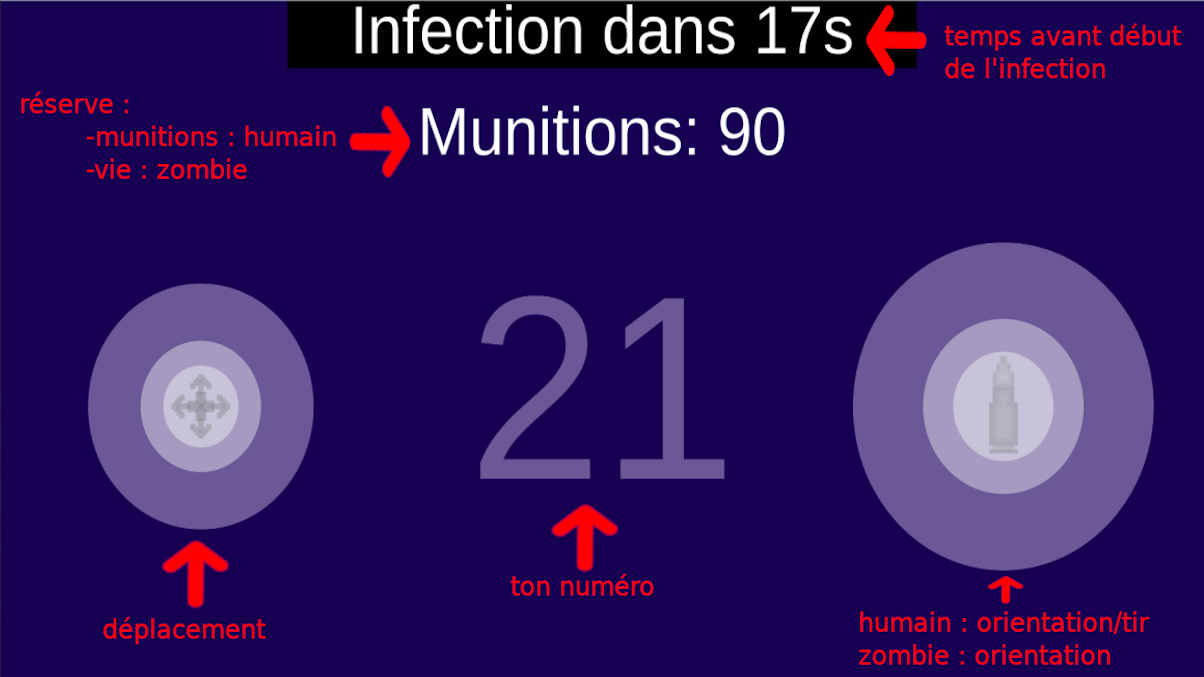 Infection dans 17s
temps avant début
de l'infection
réserve :
-munitions : humain
-vie : zombie
Munitions: 90
21
déplacement
ton numéro
humain : orientation/tir
zombie : orientation